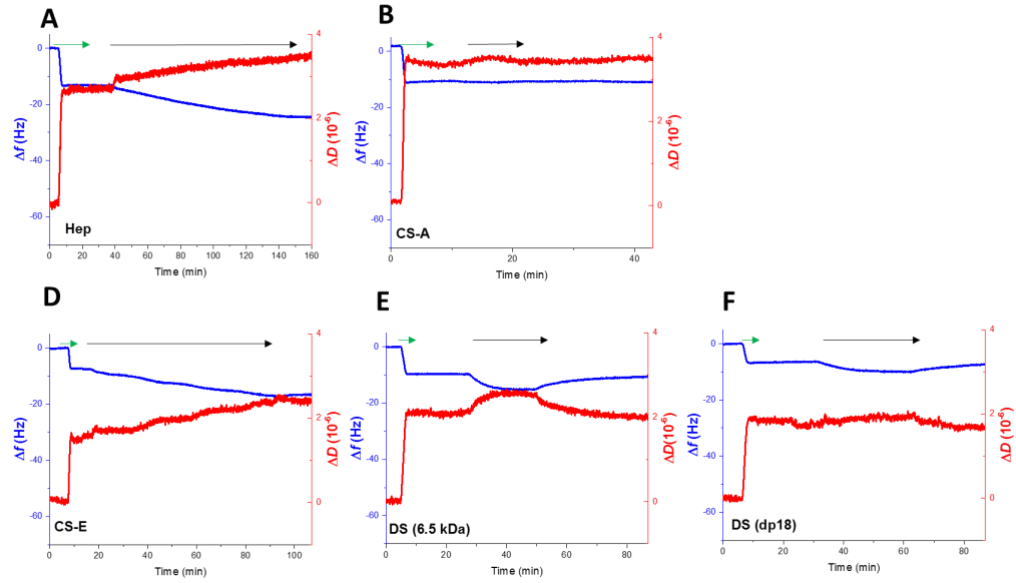 A
B
0
-20
-40
-60
Δf (Hz)
4
2
0
ΔD (10⁻⁶)
Hep
0 20 40 60 80 100 120 140 160
Time (min)
0
-20
-40
-60
Δf (Hz)
4
2
0
ΔD (10⁻⁶)
CS-A
0 20 40
Time (min)
D
E
F
0
-20
-40
-60
Δf (Hz)
4
2
0
ΔD (10⁻⁶)
CS-E
0 20 40 60 80 100
Time (min)
0
-20
-40
-60
Δf (Hz)
4
2
0
ΔD(10⁻⁶)
DS (6.5 kDa)
0 20 40 60 80
Time (min)
0
-20
-40
-60
Δf (Hz)
4
2
0
ΔD (10⁻⁶)
DS (dp18)
0 20 40 60 80
Time (min)